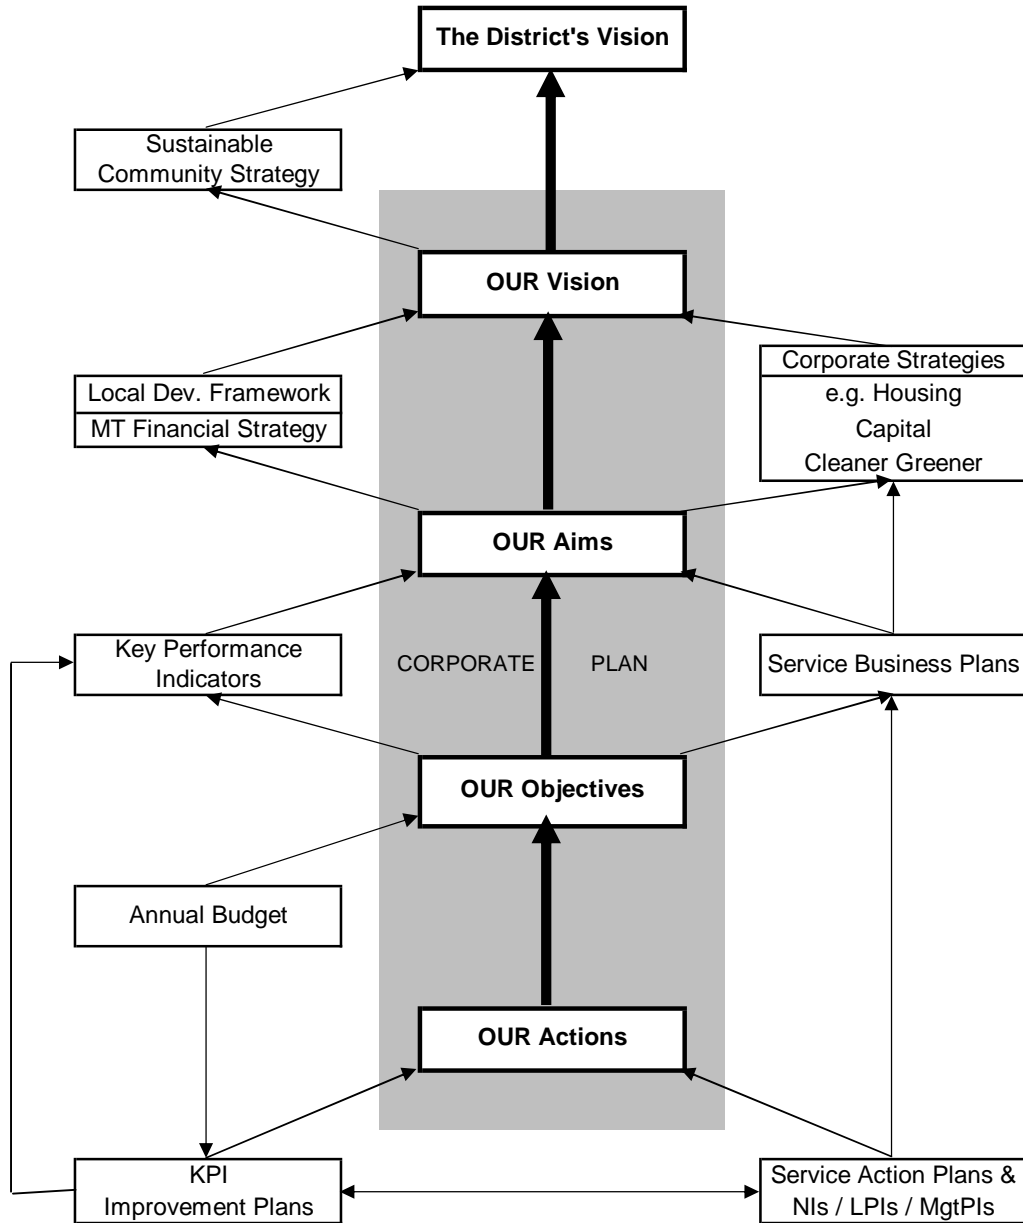 The District's Vision
Sustainable
Community Strategy
OUR Vision
Local Dev. Framework
MT Financial Strategy
Corporate Strategies
e.g. Housing
Capital
Cleaner Greener
OUR Aims
Key Performance
Indicators
CORPORATE PLAN
Service Business Plans
OUR Objectives
Annual Budget
OUR Actions
KPI
Improvement Plans
Service Action Plans &
NIs / LPIs / MgtPIs